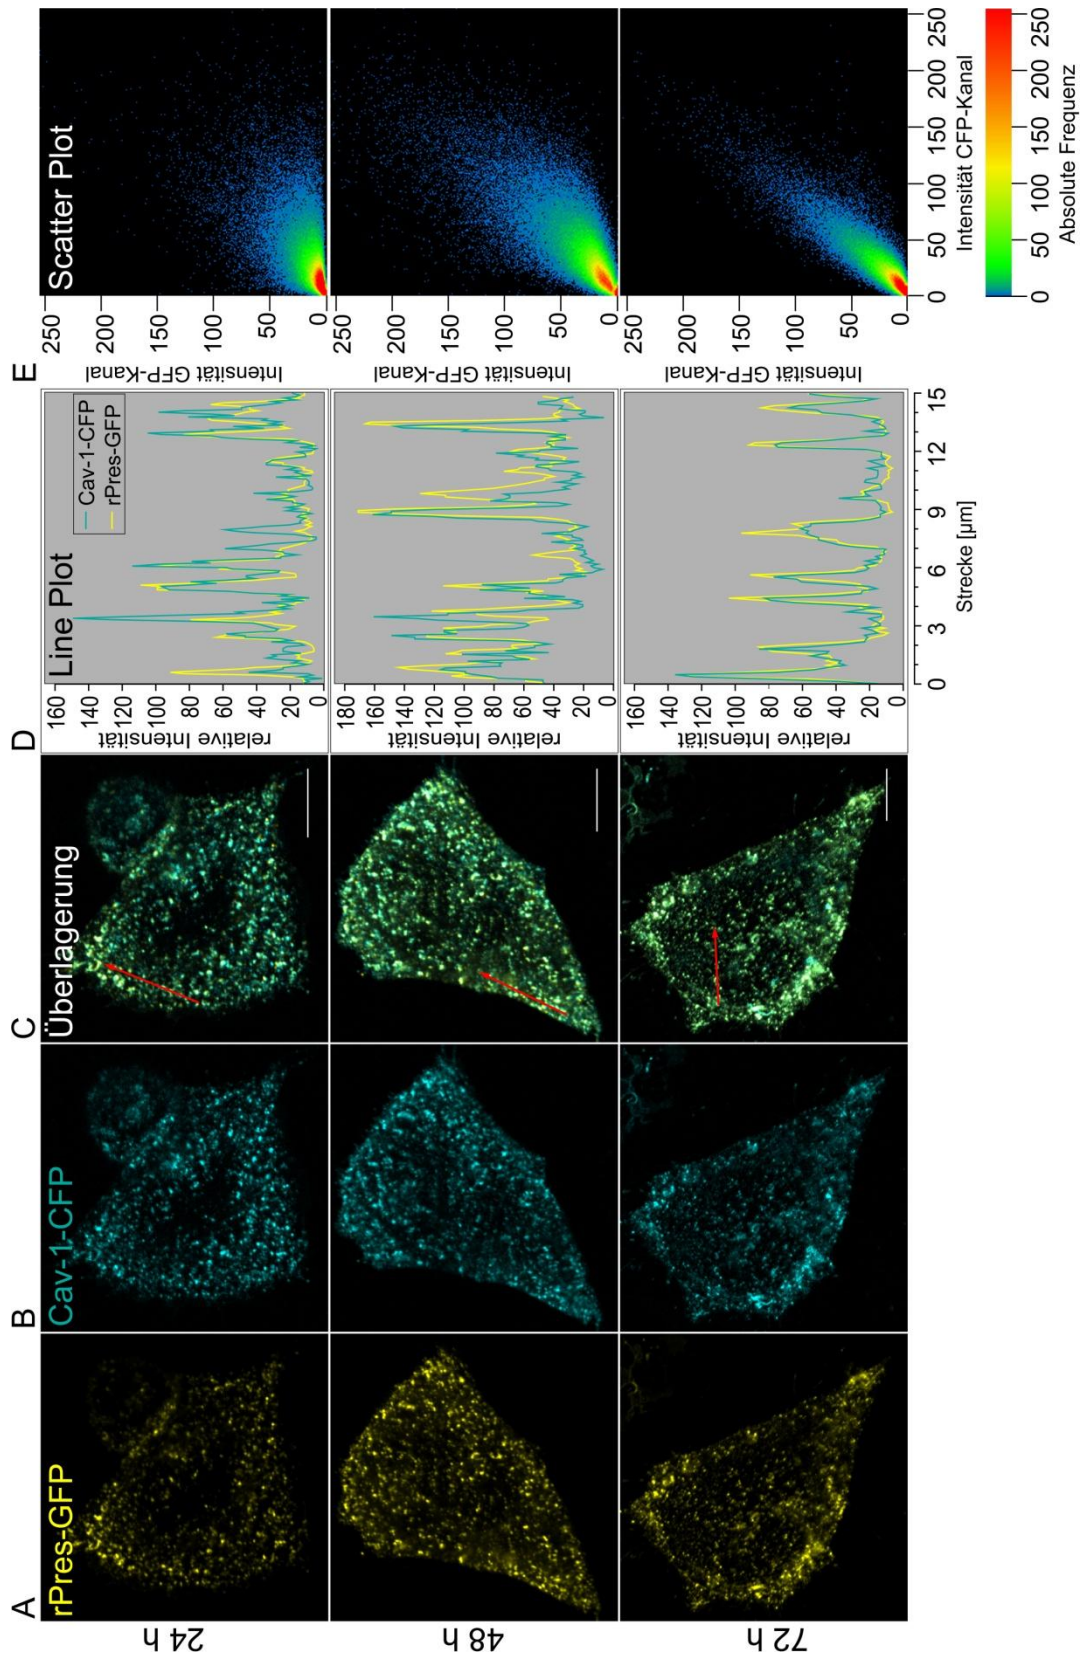 A
B
C
D
E
rPres-GFP
Cav-1-CFP
Überlagerung
Line Plot
Scatter Plot
24 h
48 h
72 h
Cav-1-CFP
rPres-GFP
relative Intensität
160
140
120
100
80
60
40
20
0
relative Intensität
180
160
140
120
100
80
60
40
20
0
relative Intensität
160
140
120
100
80
60
40
20
0
0
3
6
9
12
15
Strecke [µm]
Intensität GFP-Kanal
250
200
150
100
50
0
Intensität GFP-Kanal
250
200
150
100
50
0
Intensität GFP-Kanal
250
200
150
100
50
0
0
50
100
150
200
250
Intensität CFP-Kanal
0
50
100
150
200
250
Absolute Frequenz